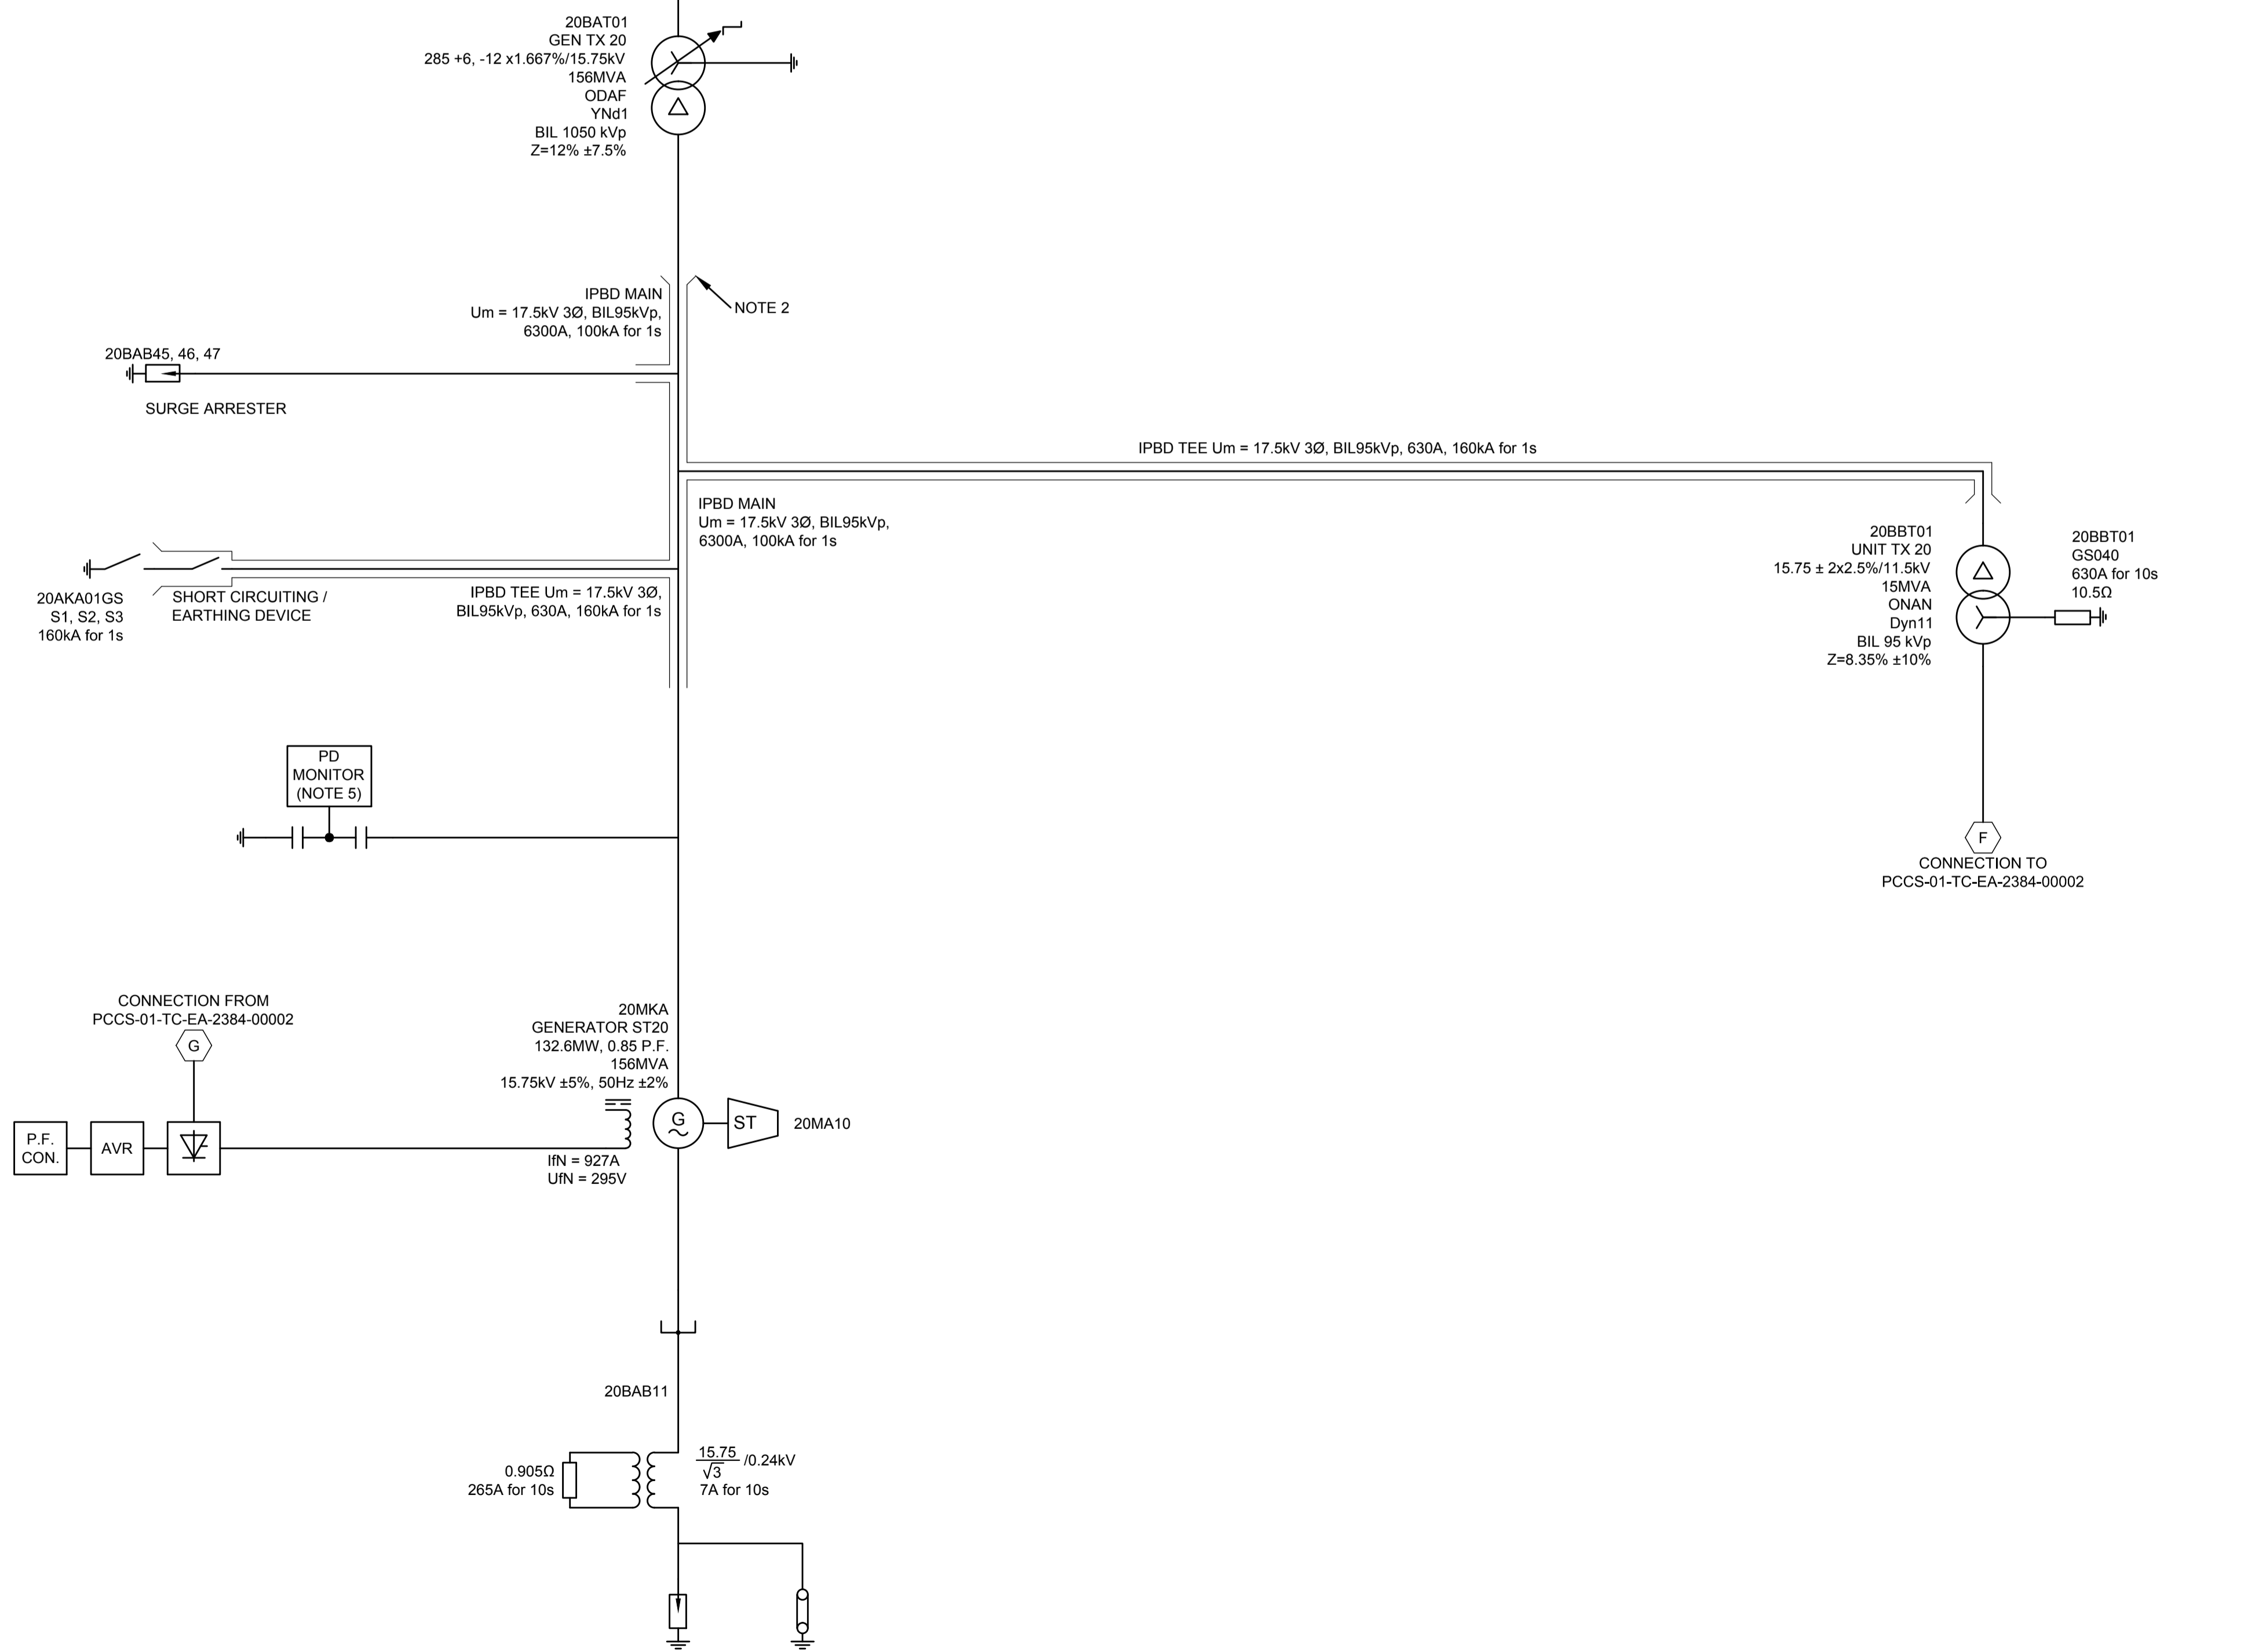 20BAT01
GEN TX 20
285 +6, -12 x1.667%/15.75kV
156MVA
ODAF
YNd1
BIL 1050 kVp
Z=12% ±7.5%
IPBD MAIN
Um = 17.5kV 3Ø, BIL95kVp,
6300A, 100kA for 1s
NOTE 2
20BAB45, 46, 47
SURGE ARRESTER
IPBD TEE Um = 17.5kV 3Ø, BIL95kVp, 630A, 160kA for 1s
IPBD MAIN
Um = 17.5kV 3Ø, BIL95kVp,
6300A, 100kA for 1s
20BBT01
UNIT TX 20
15.75 ± 2x2.5%/11.5kV
15MVA
ONAN
Dyn11
BIL 95 kVp
Z=8.35% ±10%
20BBT01
GS040
630A for 10s
10.5Ω
20AKA01GS
S1, S2, S3
160kA for 1s
SHORT CIRCUITING /
EARTHING DEVICE
IPBD TEE Um = 17.5kV 3Ø,
BIL95kVp, 630A, 160kA for 1s
PD
MONITOR
(NOTE 5)
F
CONNECTION TO
PCCS-01-TC-EA-2384-00002
CONNECTION FROM
PCCS-01-TC-EA-2384-00002
G
20MKA
GENERATOR ST20
132.6MW, 0.85 P.F.
156MVA
15.75kV ±5%, 50Hz ±2%
P.F.
CON.
AVR
G
ST
20MA10
IfN = 927A
UfN = 295V
20BAB11
0.905Ω
265A for 10s
15.75
√3
/0.24kV
7A for 10s